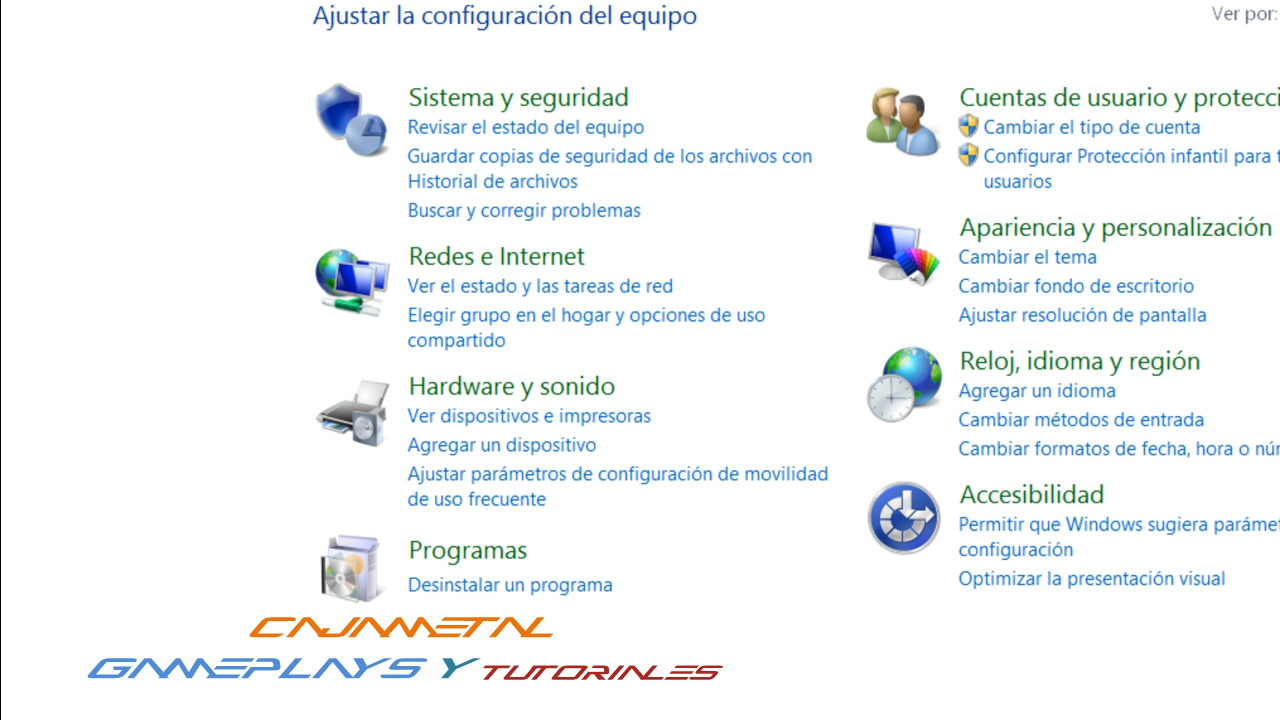 Ajustar la configuración del equipo
Ver por:
Sistema y seguridad
Revisar el estado del equipo
Guardar copias de seguridad de los archivos con
Historial de archivos
Buscar y corregir problemas
Redes e Internet
Ver el estado y las tareas de red
Elegir grupo en el hogar y opciones de uso
compartido
Hardware y sonido
Ver dispositivos e impresoras
Agregar un dispositivo
Ajustar parámetros de configuración de movilidad
de uso frecuente
Programas
Desinstalar un programa
Cuentas de usuario y protecci
Cambiar el tipo de cuenta
Configurar Protección infantil para t
usuarios
Apariencia y personalización
Cambiar el tema
Cambiar fondo de escritorio
Ajustar resolución de pantalla
Reloj, idioma y región
Agregar un idioma
Cambiar métodos de entrada
Cambiar formatos de fecha, hora o núr
Accesibilidad
Permitir que Windows sugiera parámet
configuración
Optimizar la presentación visual
CAJAMETAL
GAMEPLAYS Y TUTORIALES